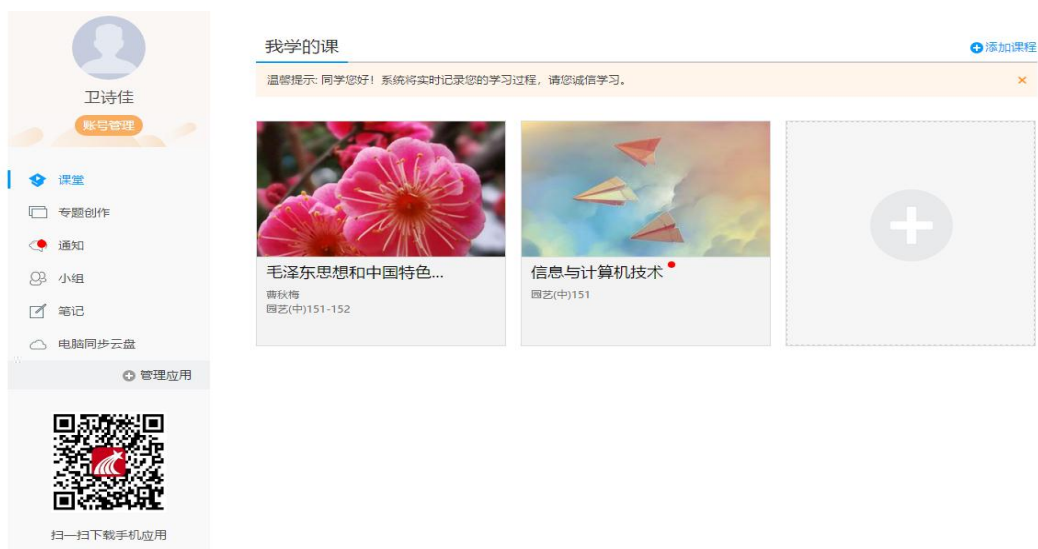 卫诗佳
账号管理
课堂
专题创作
通知
小组
笔记
电脑同步云盘
管理应用
扫一扫下载手机应用
我学的课
添加课程
温馨提示: 同学您好！系统将实时记录您的学习过程，请您诚信学习。
毛泽东思想和中国特色...
曹秋梅
园艺(中)151-152
信息与计算机技术
园艺(中)151